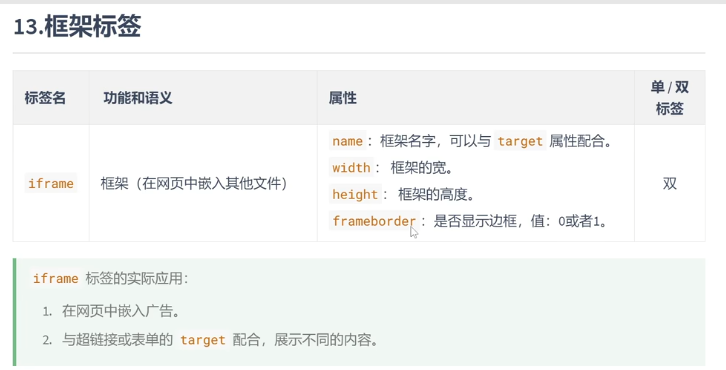 13.框架标签
标签名 功能和语义 属性 单 / 双
标签
iframe 框架（在网页中嵌入其他文件） name：框架名字，可以与 target 属性配合。
width： 框架的宽。
height： 框架的高度。
frameborder：是否显示边框，值：0或者1。
双
iframe 标签的实际应用：
1. 在网页中嵌入广告。
2. 与超链接或表单的 target 配合，展示不同的内容。